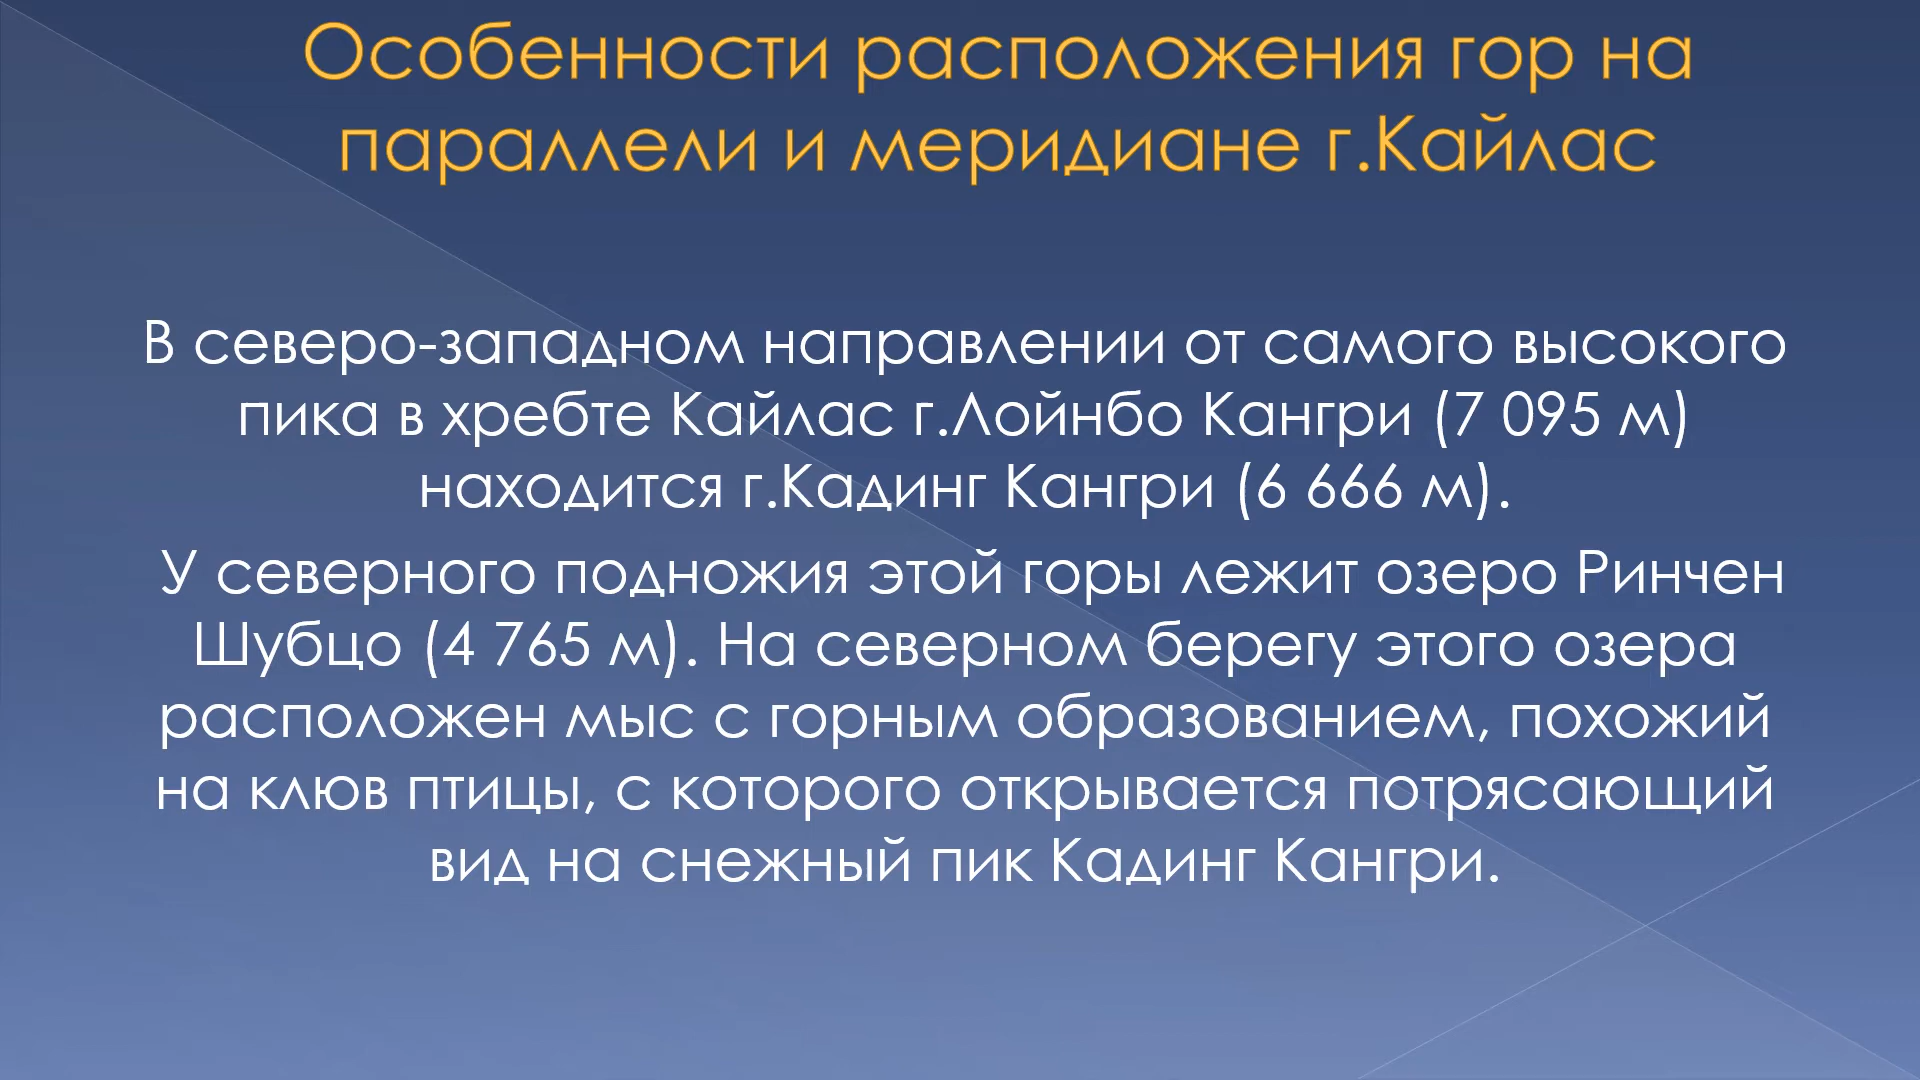 Особенности расположения гор на
параллели и меридиане г.Кайлас
В северо-западном направлении от самого высокого
пика в хребте Кайлас г.Лойнбо Кангри (7 095 м)
находится г.Кадинг Кангри (6 666 м).
У северного подножия этой горы лежит озеро Ринчен
Шубцо (4 765 м). На северном берегу этого озера
расположен мыс с горным образованием, похожий
на клюв птицы, с которого открывается потрясающий
вид на снежный пик Кадинг Кангри.